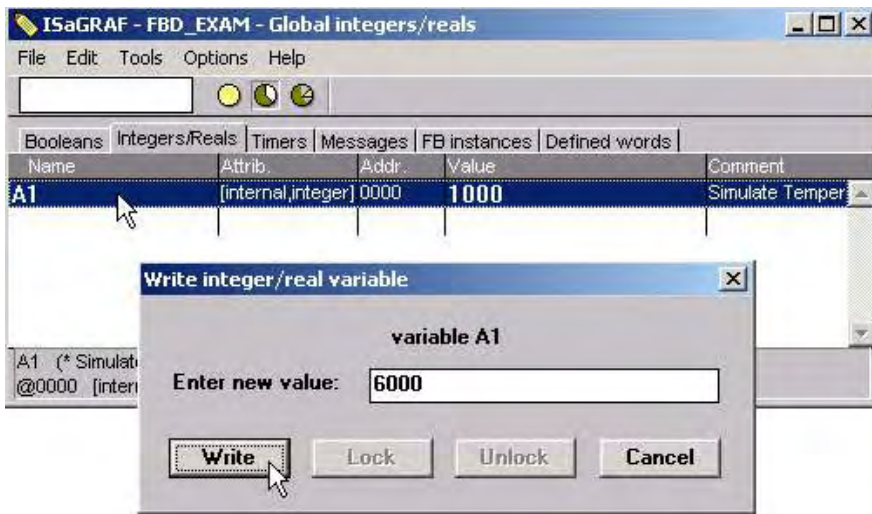 ISaGRAF - FBD_EXAM - Global integers/reals
File Edit Tools Options Help
Booleans Integers/Reals Timers Messages FB instances Defined words
Name Attrib. Addr. Value Comment
A1 [internal,integer] 0000 1000 Simulate Temper
Write integer/real variable
variable A1
A1 (* Simulat
@0000 [inter
Enter new value: 6000
Write Lock Unlock Cancel